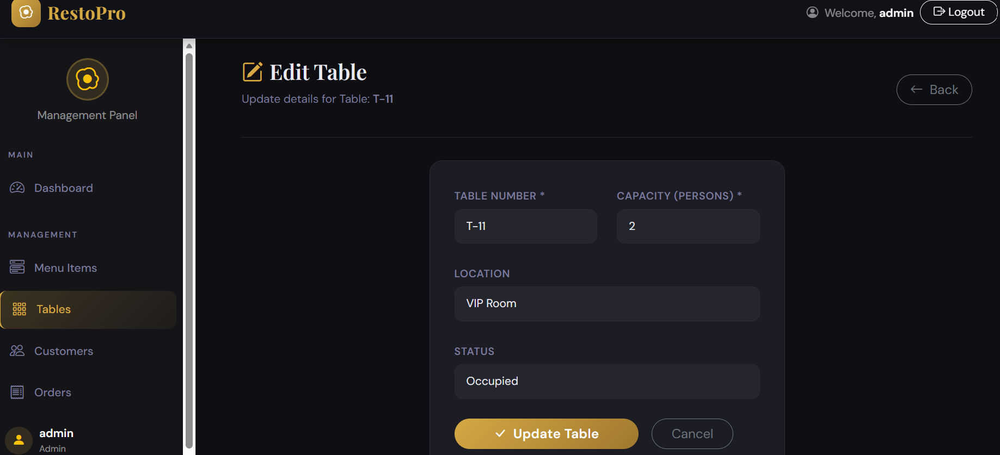 RestoPro
Welcome, admin
Logout
Management Panel
MAIN
Dashboard
MANAGEMENT
Menu Items
Tables
Customers
Orders
admin
Admin
Edit Table
Update details for Table: T-11
Back
TABLE NUMBER *
CAPACITY (PERSONS) *
T-11
2
LOCATION
VIP Room
STATUS
Occupied
Update Table
Cancel